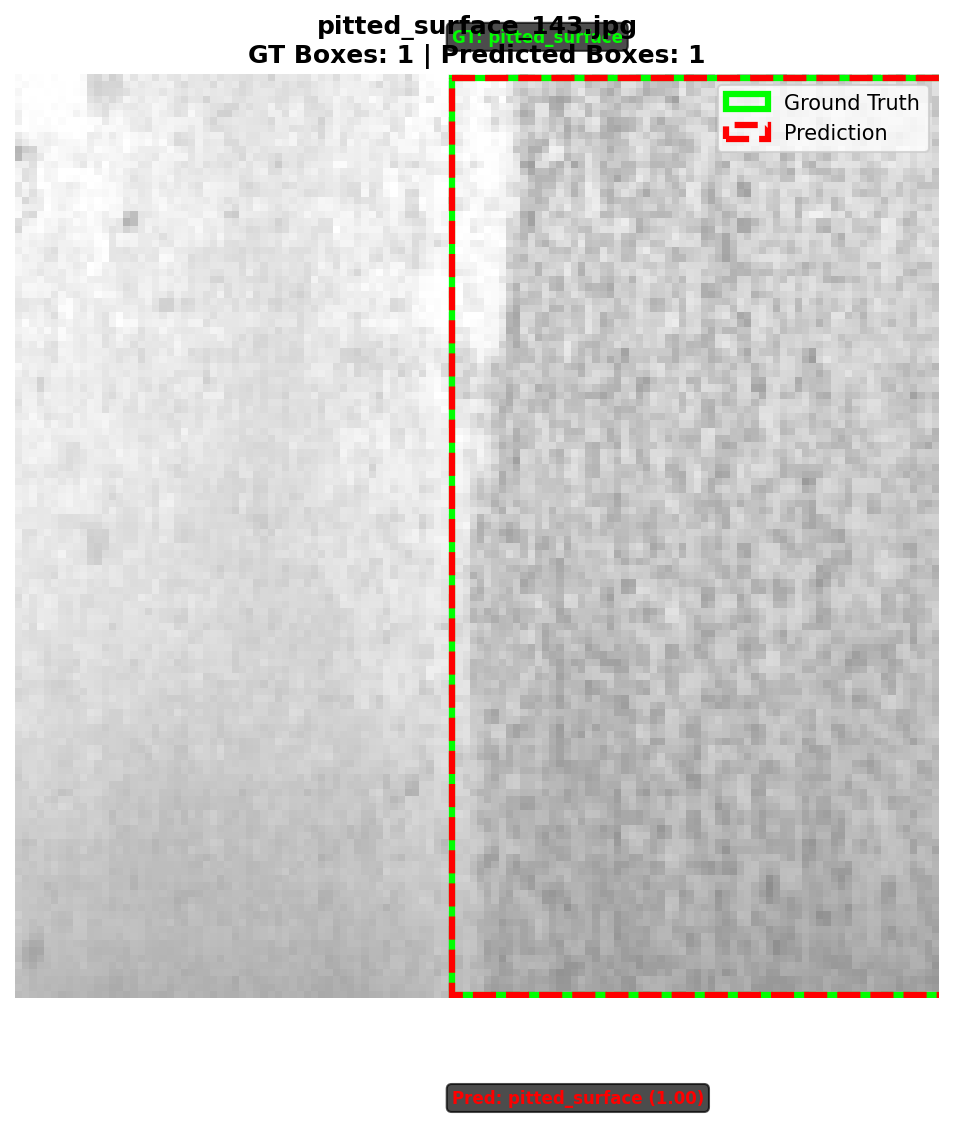 pitted_surface_143.jpg
GT: pitted_surface
GT Boxes: 1 | Predicted Boxes: 1
Ground Truth
Prediction
Pred: pitted_surface (1.00)